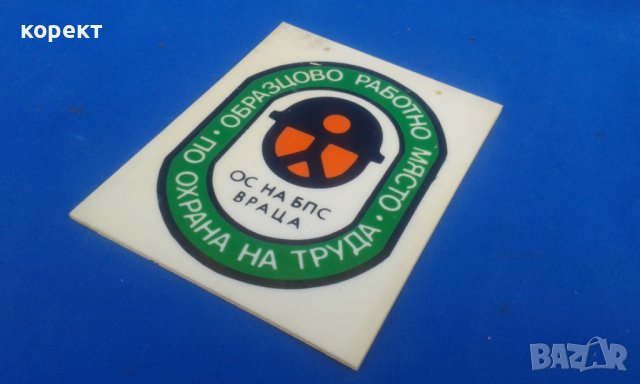 корект
ОБРАЗЦОВО РАБОТНО МЯСТО •
ПО ОХРАНА НА ТРУДА •
ОС НА БПС
ВРАЦА
BAZAR